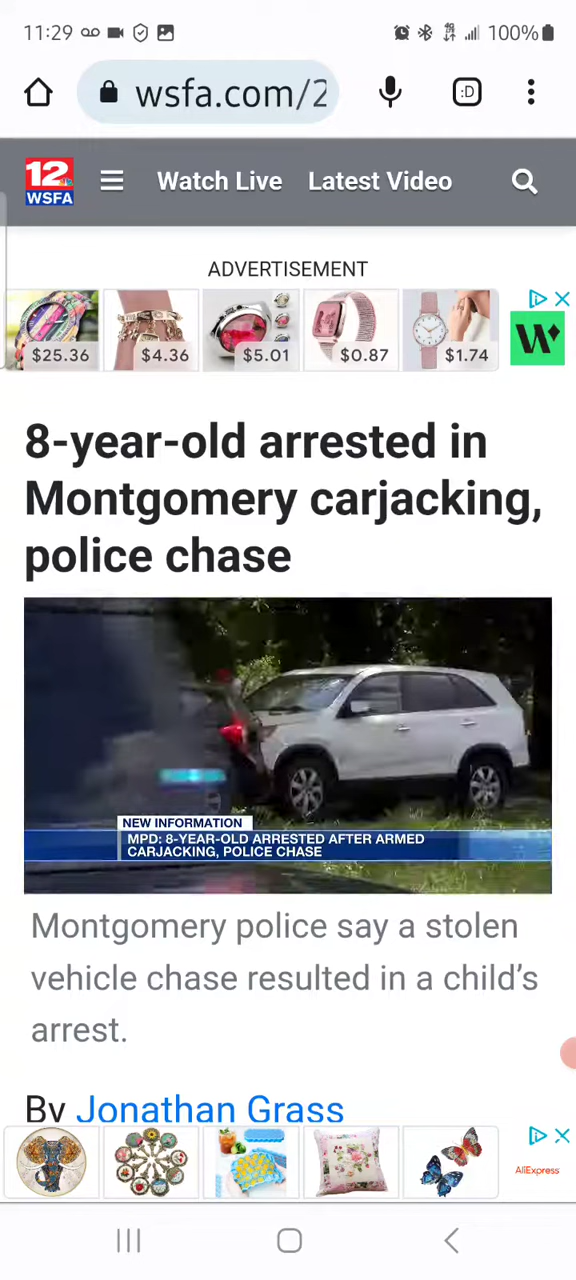 11:29
4G
100%
wsfa.com/2
:D
12
WSFA
Watch Live
Latest Video
ADVERTISEMENT
$25.36
$4.36
$5.01
$0.87
$1.74
W
8-year-old arrested in
Montgomery carjacking,
police chase
NEW INFORMATION
MPD: 8-YEAR-OLD ARRESTED AFTER ARMED
CARJACKING, POLICE CHASE
Montgomery police say a stolen
vehicle chase resulted in a child's
arrest.
By Jonathan Grass
AliExpress